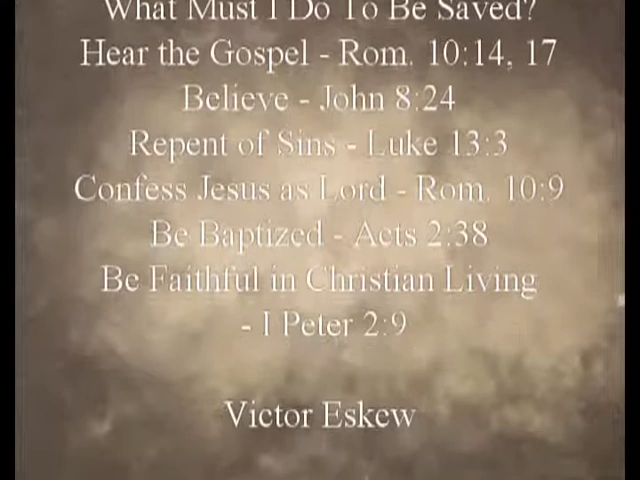 What Must I Do To Be Saved?
Hear the Gospel - Rom. 10:14, 17
Believe - John 8:24
Repent of Sins - Luke 13:3
Confess Jesus as Lord - Rom. 10:9
Be Baptized - Acts 2:38
Be Faithful in Christian Living
- I Peter 2:9
Victor Eskew